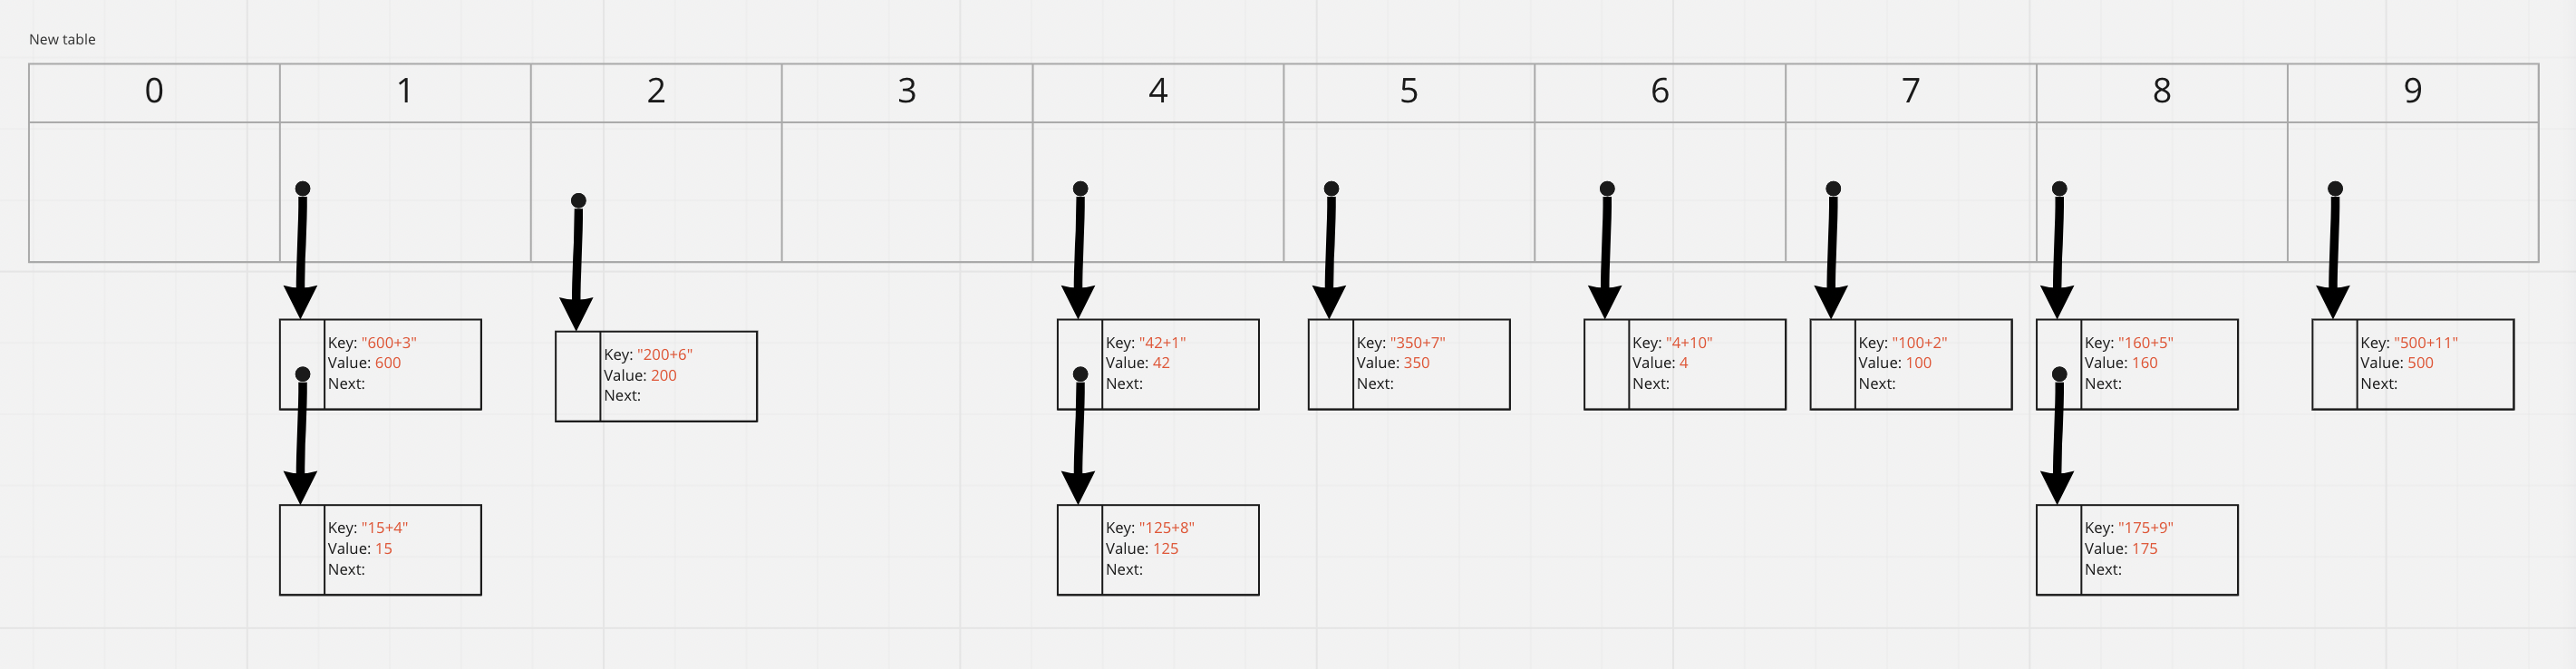 New table
0 1 2 3 4 5 6 7 8 9
Key: "600+3"
Value: 600
Next:
Key: "15+4"
Value: 15
Next:
Key: "200+6"
Value: 200
Next:
Key: "42+1"
Value: 42
Next:
Key: "125+8"
Value: 125
Next:
Key: "350+7"
Value: 350
Next:
Key: "4+10"
Value: 4
Next:
Key: "100+2"
Value: 100
Next:
Key: "160+5"
Value: 160
Next:
Key: "175+9"
Value: 175
Next:
Key: "500+11"
Value: 500
Next: